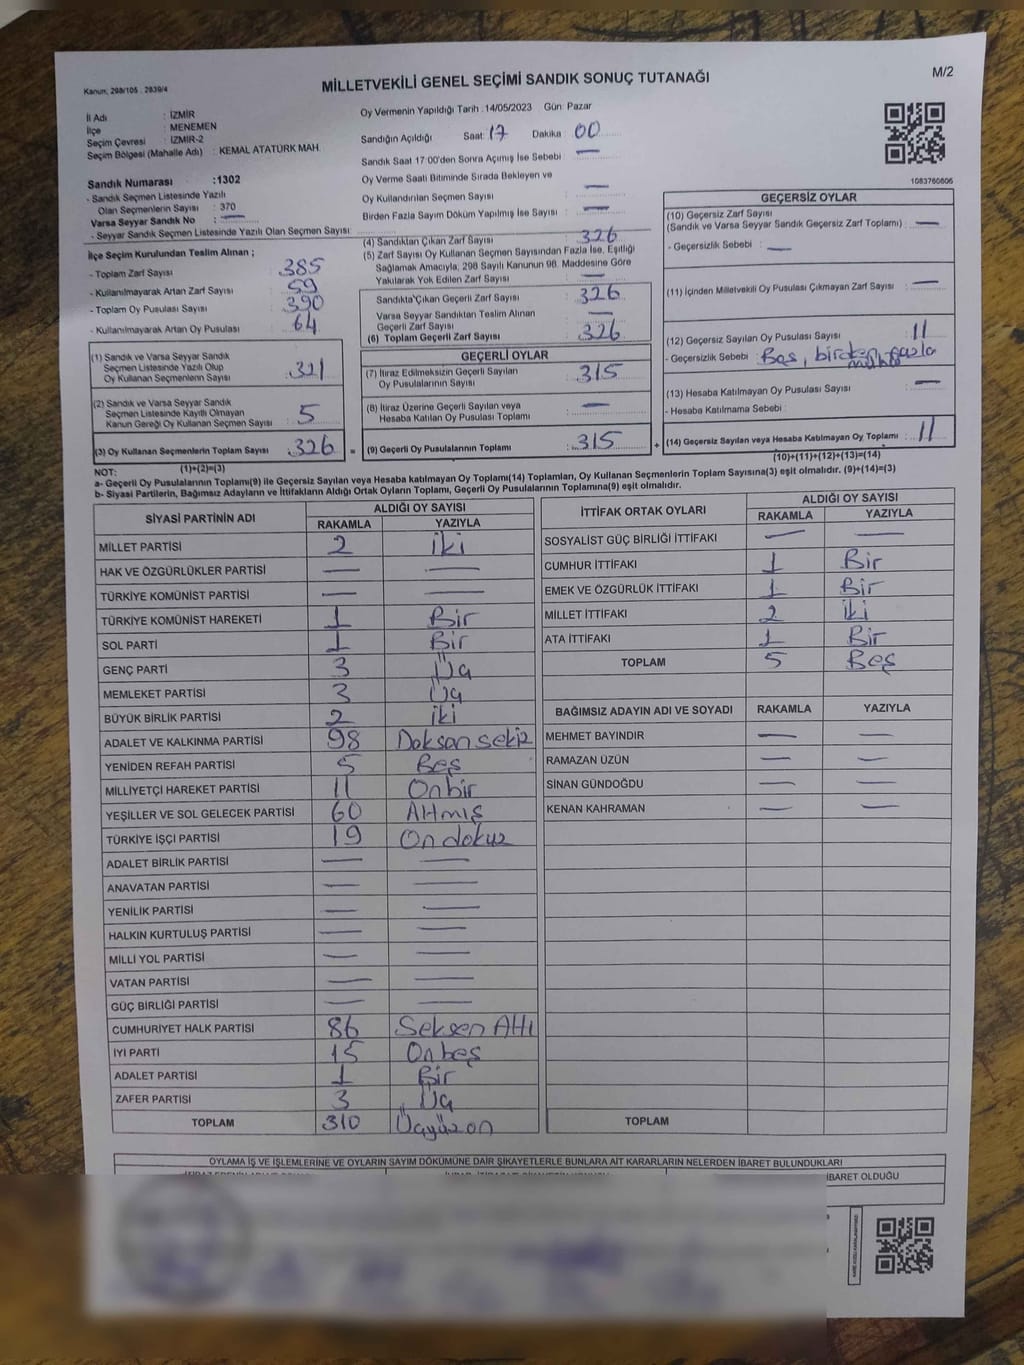 Kanun, 298/105 . 2839/4
MİLLETVEKİLİ GENEL SEÇİMİ SANDIK SONUÇ TUTANAĞI
M/2
İl Adı : İZMİR
İlçe : MENEMEN
Seçim Çevresi : İZMİR-2
Seçim Bölgesi (Mahalle Adı) : KEMAL ATATÜRK MAH.
Sandık Numarası :1302
- Sandık Seçmen Listesinde Yazılı
Olan Seçmenlerin Sayısı : 370
Varsa Seyyar Sandık No : —
- Seyyar Sandık Seçmen Listesinde Yazılı Olan Seçmen Sayısı:
Oy Vermenin Yapıldığı Tarih : 14/05/2023 Gün: Pazar
Sandığın Açıldığı Saat: 17 Dakika : 00
Sandık Saat 17:00'den Sonra Açılmış İse Sebebi : —
Oy Verme Saati Bitiminde Sırada Bekleyen ve
Oy Kullandırılan Seçmen Sayısı : —
Birden Fazla Sayım Döküm Yapılmış İse Sayısı : —
1083760606
İlçe Seçim Kurulundan Teslim Alınan ;
- Toplam Zarf Sayısı : 385
- Kullanılmayarak Artan Zarf Sayısı : 59
- Toplam Oy Pusulası Sayısı : 390
- Kullanılmayarak Artan Oy Pusulası : 64
(1) Sandık ve Varsa Seyyar Sandık
Seçmen Listesinde Yazılı Olup
Oy Kullanan Seçmenlerin Sayısı : 321
(2) Sandık ve Varsa Seyyar Sandık
Seçmen Listesinde Kayıtlı Olmayan
Kanun Gereği Oy Kullanan Seçmen Sayısı : 5
(3) Oy Kullanan Seçmenlerin Toplam Sayısı : 326
(4) Sandıktan Çıkan Zarf Sayısı : 326
(5) Zarf Sayısı Oy Kullanan Seçmen Sayısından Fazla İse, Eşitliği
Sağlamak Amacıyla, 298 Sayılı Kanunun 98. Maddesine Göre
Yakılarak Yok Edilen Zarf Sayısı : —
Sandıkta Çıkan Geçerli Zarf Sayısı : 326
Varsa Seyyar Sandıktan Teslim Alınan
Geçerli Zarf Sayısı : —
(6) Toplam Geçerli Zarf Sayısı : 326
GEÇERLİ OYLAR
(7) İtiraz Edilmeksizin Geçerli Sayılan
Oy Pusulalarının Sayısı : 315
(8) İtiraz Üzerine Geçerli Sayılan veya
Hesaba Katılan Oy Pusulası Toplamı : —
= (9) Geçerli Oy Pusulalarının Toplamı : 315
GEÇERSİZ OYLAR
(10) Geçersiz Zarf Sayısı
(Sandık ve Varsa Seyyar Sandık Geçersiz Zarf Toplamı) : —
- Geçersizlik Sebebi : —
(11) İçinden Milletvekili Oy Pusulası Çıkmayan Zarf Sayısı : —
(12) Geçersiz Sayılan Oy Pusulası Sayısı : 11
- Geçersizlik Sebebi : Boş, birden fazla
mühür
(13) Hesaba Katılmayan Oy Pusulası Sayısı : —
- Hesaba Katılmama Sebebi :
+ (14) Geçersiz Sayılan veya Hesaba Katılmayan Oy Toplamı : 11
(10)+(11)+(12)+(13)=(14)
NOT: (1)+(2)=(3)
a- Geçerli Oy Pusulalarının Toplamı(9) ile Geçersiz Sayılan veya Hesaba katılmayan Oy Toplamı(14) Toplamları, Oy Kullanan Seçmenlerin Toplam Sayısına(3) eşit olmalıdır. (9)+(14)=(3)
b- Siyasi Partilerin, Bağımsız Adayların ve İttifakların Aldığı Ortak Oyların Toplamı, Geçerli Oy Pusulalarının Toplamına(9) eşit olmalıdır.
SİYASİ PARTİNİN ADI ALDIĞI OY SAYISI
RAKAMLA YAZIYLA
MİLLET PARTİSİ 2 iki
HAK VE ÖZGÜRLÜKLER PARTİSİ — —
TÜRKİYE KOMÜNİST PARTİSİ — —
TÜRKİYE KOMÜNİST HAREKETİ 1 Bir
SOL PARTİ 1 Bir
GENÇ PARTİ 3 Üç
MEMLEKET PARTİSİ 3 Üç
BÜYÜK BİRLİK PARTİSİ 2 iki
ADALET VE KALKINMA PARTİSİ 98 Doksan sekiz
YENİDEN REFAH PARTİSİ 5 Beş
MİLLİYETÇİ HAREKET PARTİSİ 11 Onbir
YEŞİLLER VE SOL GELECEK PARTİSİ 60 Altmış
TÜRKİYE İŞÇİ PARTİSİ 19 On dokuz
ADALET BİRLİK PARTİSİ — —
ANAVATAN PARTİSİ — —
YENİLİK PARTİSİ — —
HALKIN KURTULUŞ PARTİSİ — —
MİLLİ YOL PARTİSİ — —
VATAN PARTİSİ — —
GÜÇ BİRLİĞİ PARTİSİ — —
CUMHURİYET HALK PARTİSİ 86 Seksen Altı
İYİ PARTİ 15 Onbeş
ADALET PARTİSİ 1 Bir
ZAFER PARTİSİ 3 Üç
TOPLAM 310 Üçyüz on
İTTİFAK ORTAK OYLARI ALDIĞI OY SAYISI
RAKAMLA YAZIYLA
SOSYALİST GÜÇ BİRLİĞİ İTTİFAKI — —
CUMHUR İTTİFAKI 1 Bir
EMEK VE ÖZGÜRLÜK İTTİFAKI 1 Bir
MİLLET İTTİFAKI 2 iki
ATA İTTİFAKI 1 Bir
TOPLAM 5 Beş
BAĞIMSIZ ADAYIN ADI VE SOYADI RAKAMLA YAZIYLA
MEHMET BAYINDIR — —
RAMAZAN ÜZÜN — —
SİNAN GÜNDOĞDU — —
KENAN KAHRAMAN — —
TOPLAM
OYLAMA İŞ VE İŞLEMLERİNE VE OYLARIN SAYIM DÖKÜMÜNE DAİR ŞİKAYETLERLE BUNLARA AİT KARARLARIN NELERDEN İBARET BULUNDUKLARI
İBARET OLDUĞU